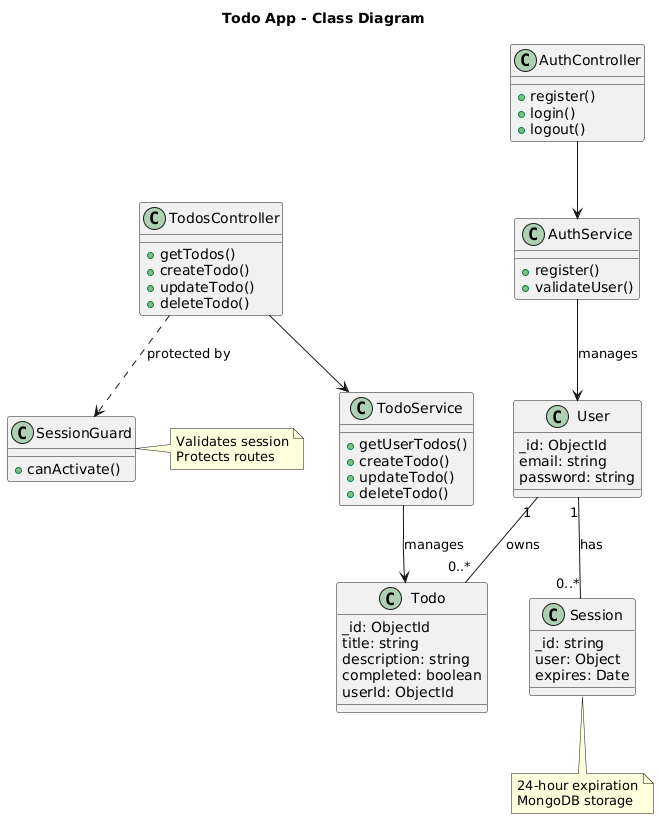 Todo App - Class Diagram
C AuthController
register()
login()
logout()
C TodosController
getTodos()
createTodo()
updateTodo()
deleteTodo()
C AuthService
register()
validateUser()
protected by
manages
C SessionGuard
canActivate()
Validates session
Protects routes
C TodoService
getUserTodos()
createTodo()
updateTodo()
deleteTodo()
C User
_id: ObjectId
email: string
password: string
1
1
manages
owns
has
0..*
0..*
C Todo
_id: ObjectId
title: string
description: string
completed: boolean
userId: ObjectId
C Session
_id: string
user: Object
expires: Date
24-hour expiration
MongoDB storage